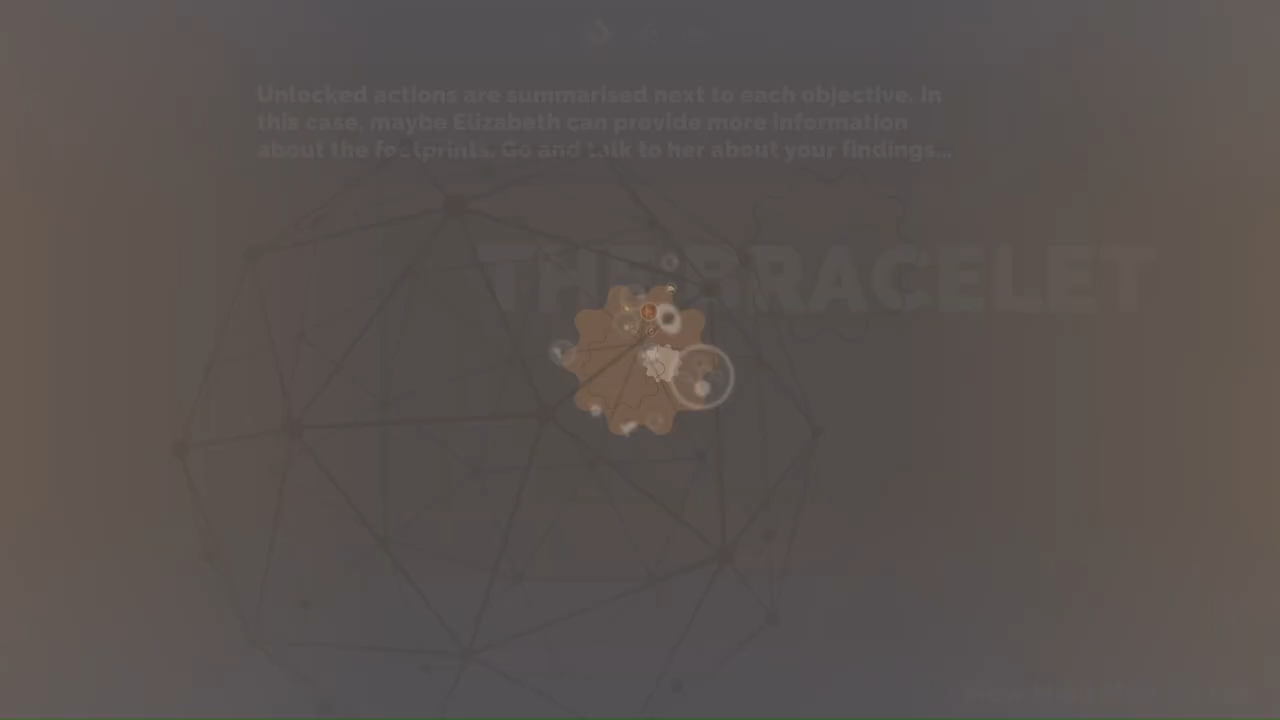 Unlocked actions are summarised next to each objective. In
this case, maybe Elizabeth can provide more information
about the footprints. Go and talk to her about your findings...
THE BRACELET